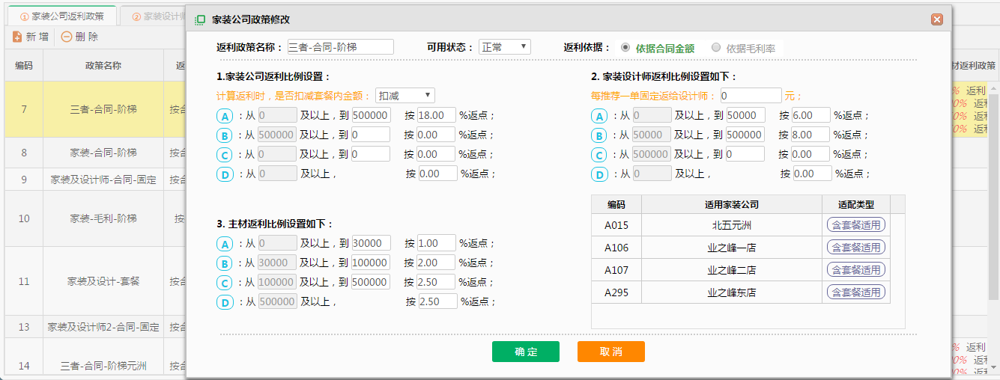 ① 家装公司返利政策
② 家装设计师
新 增
删 除
编码
政策名称
返
7
三者-合同-阶梯
按合
8
家装-合同-阶梯
按合
9
家装及设计师-合同-固定
按合
10
家装-毛利-阶梯
按
11
家装及设计-套餐
按合
13
家装及设计师2-合同-固定
按合
14
三者-合同-阶梯元洲
按合
家装公司政策修改
返利政策名称： 三者-合同-阶梯 可用状态： 正常 返利依据： 依据合同金额 依据毛利率
1.家装公司返利比例设置：
计算返利时，是否扣减套餐内金额： 扣减
A ：从 0 及以上，到 500000 按 18.00 %返点；
B ：从 500000 及以上，到 0 按 0.00 %返点；
C ：从 0 及以上，到 0 按 0.00 %返点；
D ：从 0 及以上， 按 0.00 %返点；
2. 家装设计师返利比例设置如下：
每推荐一单固定返给设计师： 0 元；
A ：从 0 及以上，到 50000 按 6.00 %返点；
B ：从 50000 及以上，到 500000 按 8.00 %返点；
C ：从 500000 及以上，到 0 按 0.00 %返点；
D ：从 0 及以上， 按 0.00 %返点；
3. 主材返利比例设置如下：
A ：从 0 及以上，到 30000 按 1.00 %返点；
B ：从 30000 及以上，到 100000 按 2.00 %返点；
C ：从 100000 及以上，到 500000 按 2.50 %返点；
D ：从 500000 及以上， 按 2.50 %返点；
编码 适用家装公司 适配类型
A015 北五元洲 含套餐适用
A106 业之峰一店 含套餐适用
A107 业之峰二店 含套餐适用
A295 业之峰东店 含套餐适用
确 定 取 消
材返利政策
% 返利
0% 返利
0% 返利
0% 返利
% 返利
0% 返利
0% 返利